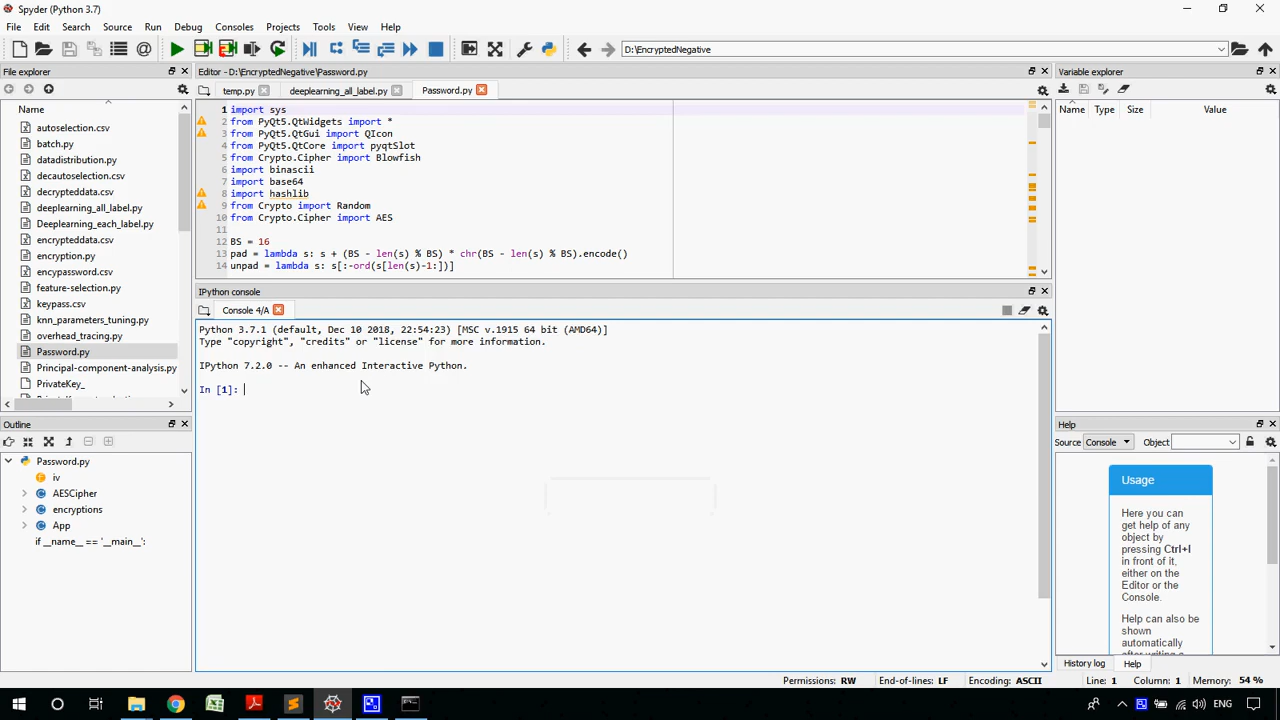 Spyder (Python 3.7)
File Edit Search Source Run Debug Consoles Projects Tools View Help
D:\EncryptedNegative
File explorer
Name
autoselection.csv
batch.py
datadistribution.py
decautoselection.csv
decrypteddata.csv
deeplearning_all_label.py
Deeplearning_each_label.py
encrypteddata.csv
encryption.py
encypassword.csv
feature-selection.py
keypass.csv
knn_parameters_tuning.py
overhead_tracing.py
Password.py
Principal-component-analysis.py
PrivateKey_
Outline
Password.py
iv
AESCipher
encryptions
App
if __name__ == '__main__':
Editor - D:\EncryptedNegative\Password.py
temp.py deeplearning_all_label.py Password.py
1 import sys
2 from PyQt5.QtWidgets import *
3 from PyQt5.QtGui import QIcon
4 from PyQt5.QtCore import pyqtSlot
5 from Crypto.Cipher import Blowfish
6 import binascii
7 import base64
8 import hashlib
9 from Crypto import Random
10 from Crypto.Cipher import AES
11
12 BS = 16
13 pad = lambda s: s + (BS - len(s) % BS) * chr(BS - len(s) % BS).encode()
14 unpad = lambda s: s[:-ord(s[len(s)-1:])]
IPython console
Console 4/A
Python 3.7.1 (default, Dec 10 2018, 22:54:23) [MSC v.1915 64 bit (AMD64)]
Type "copyright", "credits" or "license" for more information.
IPython 7.2.0 -- An enhanced Interactive Python.
In [1]:
Variable explorer
Name Type Size Value
Help
Source Console Object
Usage
Here you can
get help of any
object by
pressing Ctrl+I
in front of it,
either on the
Editor or the
Console.
Help can also be
shown
automatically
after writing a
History log Help
Permissions: RW End-of-lines: LF Encoding: ASCII Line: 1 Column: 1 Memory: 54 %
ENG